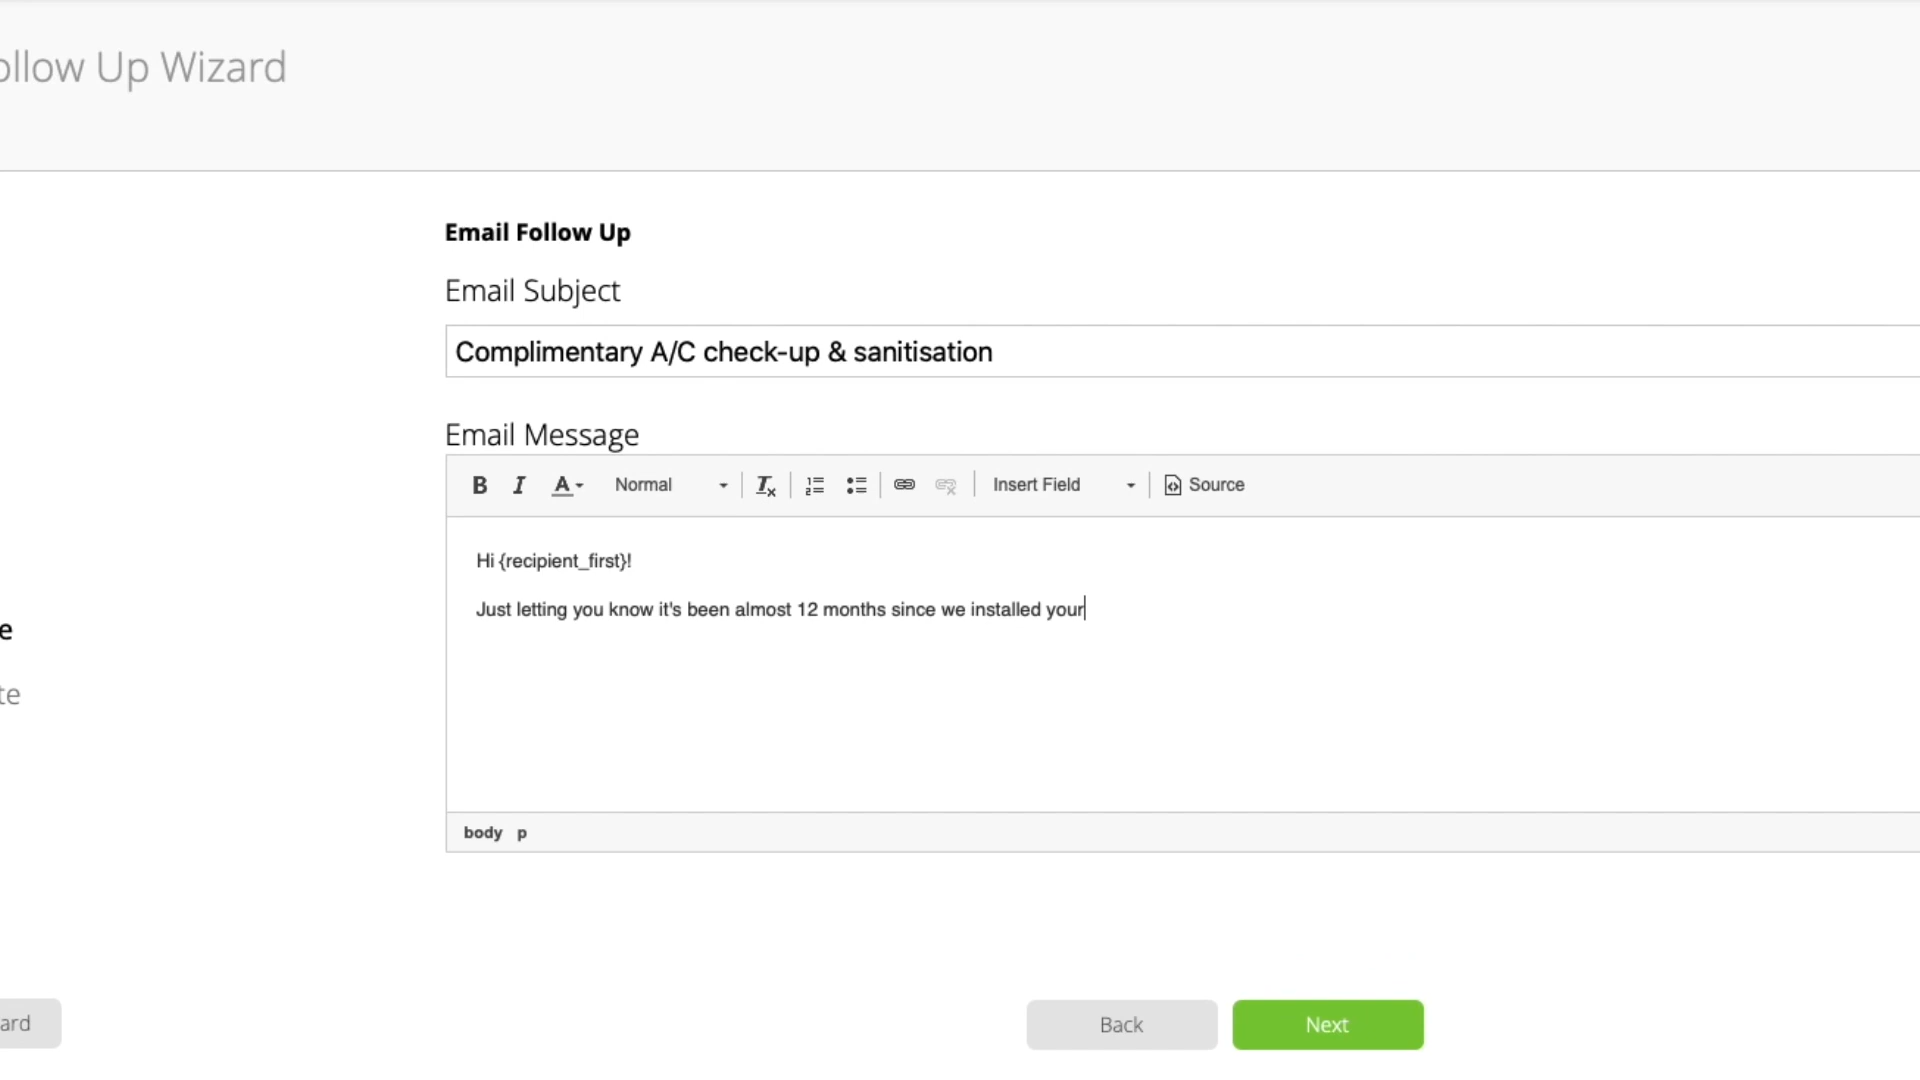 ollow Up Wizard
Email Follow Up
Email Subject
Complimentary A/C check-up & sanitisation
Email Message
B I A Normal Insert Field Source
Hi {recipient_first}!
Just letting you know it's been almost 12 months since we installed your
e
te
body p
ard Back Next